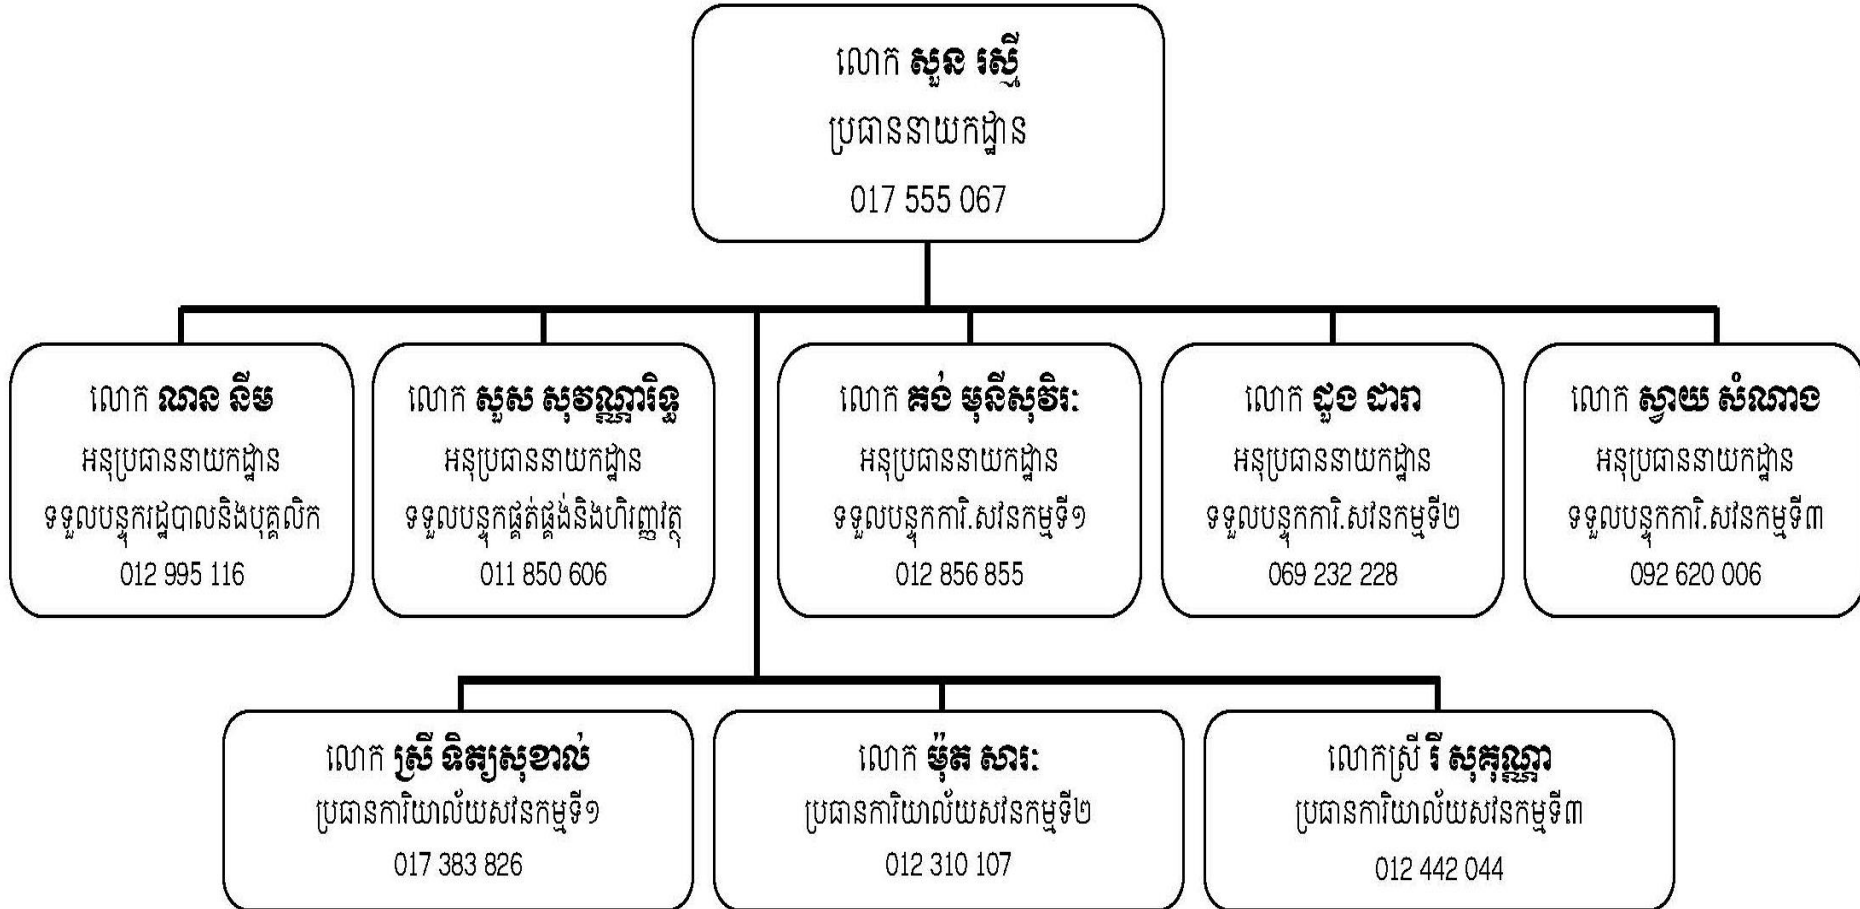 លោក សួន រស្មី
ប្រធាននាយកដ្ឋាន
017 555 067
លោក ណន នីម
អនុប្រធាននាយកដ្ឋាន
ទទួលបន្ទុករដ្ឋបាលនិងបុគ្គលិក
012 995 116
លោក សួស សុវណ្ណារិទ្ធ
អនុប្រធាននាយកដ្ឋាន
ទទួលបន្ទុកផ្គត់ផ្គង់និងហិរញ្ញវត្ថុ
011 850 606
លោក គង់ មុនីសុវិរៈ
អនុប្រធាននាយកដ្ឋាន
ទទួលបន្ទុកការិ.សវនកម្មទី១
012 856 855
លោក ដួង ដារា
អនុប្រធាននាយកដ្ឋាន
ទទួលបន្ទុកការិ.សវនកម្មទី២
069 232 228
លោក ស្វាយ សំណាង
អនុប្រធាននាយកដ្ឋាន
ទទួលបន្ទុកការិ.សវនកម្មទី៣
092 620 006
លោក ស្រី ទិត្យសុខាល់
ប្រធានការិយាល័យសវនកម្មទី១
017 383 826
លោក ម៉ុត សារៈ
ប្រធានការិយាល័យសវនកម្មទី២
012 310 107
លោកស្រី រី សុគុណ្ណា
ប្រធានការិយាល័យសវនកម្មទី៣
012 442 044